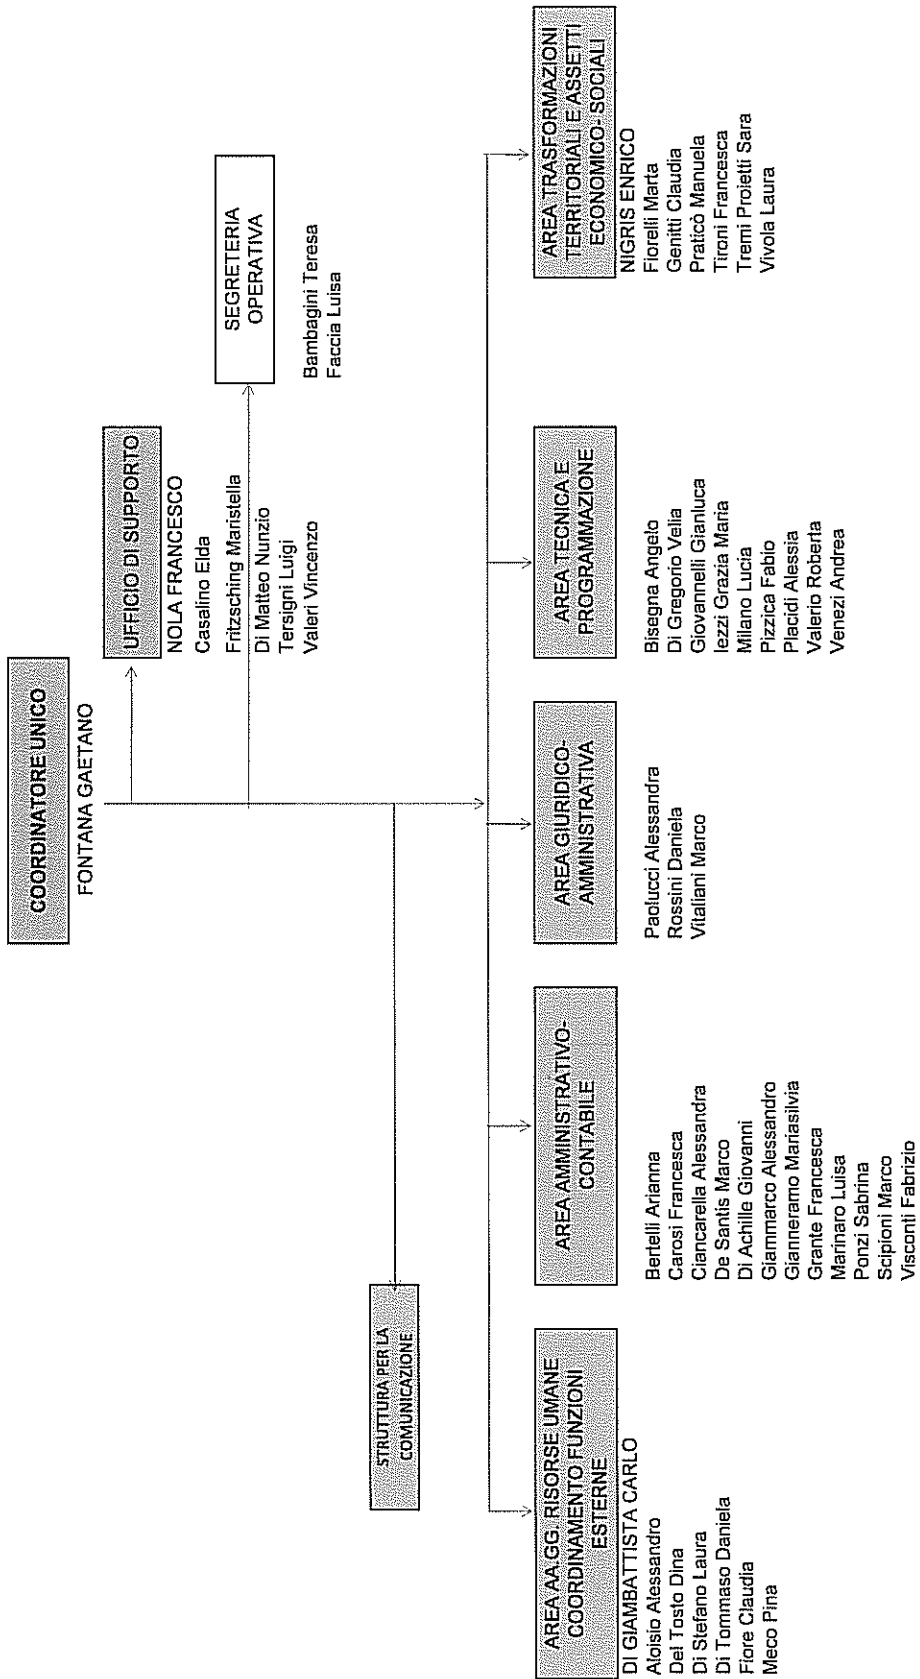 COORDINATORE UNICO
FONTANA GAETANO
UFFICIO DI SUPPORTO
NOLA FRANCESCO
Casalino Elda
Fritzsching Maristella
Di Matteo Nunzio
Tersigni Luigi
Valeri Vincenzo
SEGRETERIA
OPERATIVA
Bambagini Teresa
Faccia Luisa
STRUTTURA PER LA
COMUNICAZIONE
AREA AA.GG. RISORSE UMANE
COORDINAMENTO FUNZIONI
ESTERNE
DI GIAMBATTISTA CARLO
Aloisio Alessandro
Del Tosto Dina
Di Stefano Laura
Di Tommaso Daniela
Fiore Claudia
Meco Pina
AREA AMMINISTRATIVO-
CONTABILE
Bertelli Arianna
Carosi Francesca
Ciancarella Alessandra
De Santis Marco
Di Achille Giovanni
Giammarco Alessandro
Gianneramo Mariasilvia
Grante Francesca
Marinaro Luisa
Ponzi Sabrina
Scipioni Marco
Visconti Fabrizio
AREA GIURIDICO-
AMMINISTRATIVA
Paolucci Alessandra
Rossini Daniela
Vitaliani Marco
AREA TECNICA E
PROGRAMMAZIONE
Bisegna Angelo
Di Gregorio Velia
Giovannelli Gianluca
Iezzi Grazia Maria
Milano Lucia
Pizzica Fabio
Placidi Alessia
Valerio Roberta
Venezi Andrea
AREA TRASFORMAZIONI
TERRITORIALI E ASSETTI
ECONOMICO- SOCIALI
NIGRIS ENRICO
Fiorelli Marta
Genitti Claudia
Praticò Manuela
Tironi Francesca
Tremi Proietti Sara
Vivola Laura